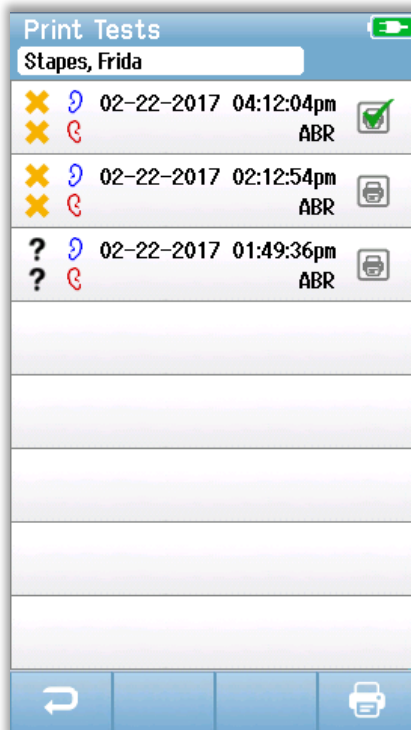 Print Tests
Stapes, Frida
02-22-2017 04:12:04pm
ABR
02-22-2017 02:12:54pm
ABR
? 02-22-2017 01:49:36pm
? ABR